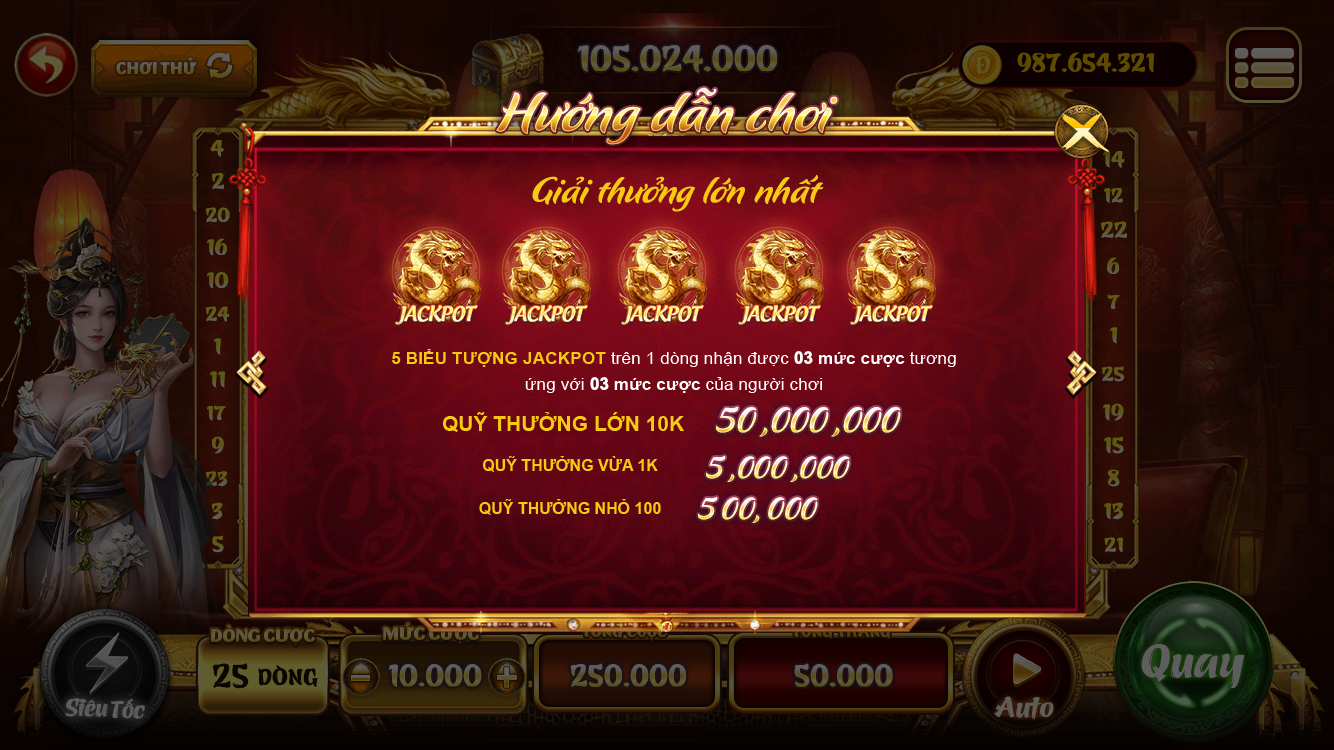 CHƠI THỬ
105.024.000
987.654.321
Hướng dẫn chơi
Giải thưởng lớn nhất
JACKPOT JACKPOT JACKPOT JACKPOT JACKPOT
5 BIỂU TƯỢNG JACKPOT trên 1 dòng nhận được 03 mức cược tương
ứng với 03 mức cược của người chơi
QUỸ THƯỞNG LỚN 10K 50,000,000
QUỸ THƯỞNG VỪA 1K 5,000,000
QUỸ THƯỞNG NHỎ 100 500,000
4
2
20
16
10
24
1
11
17
9
23
3
5
14
12
22
6
7
1
25
19
15
8
13
21
Siêu Tốc
DÒNG CƯỢC
25 DÒNG
MỨC CƯỢC
10.000
250.000
50.000
Auto
Quay